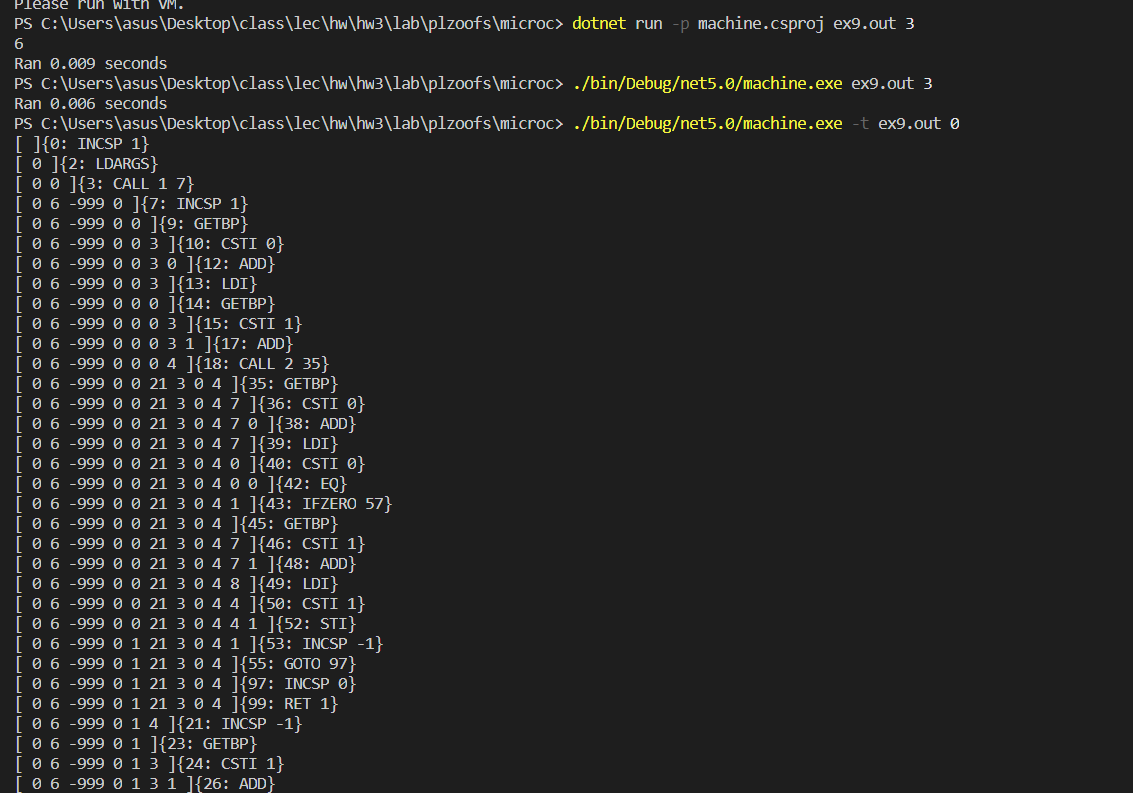 Please run with VM.
PS C:\Users\asus\Desktop\class\lec\hw\hw3\lab\plzoofs\microc> dotnet run -p machine.csproj ex9.out 3
6
Ran 0.009 seconds
PS C:\Users\asus\Desktop\class\lec\hw\hw3\lab\plzoofs\microc> ./bin/Debug/net5.0/machine.exe ex9.out 3
Ran 0.006 seconds
PS C:\Users\asus\Desktop\class\lec\hw\hw3\lab\plzoofs\microc> ./bin/Debug/net5.0/machine.exe -t ex9.out 0
[ ]{0: INCSP 1}
[ 0 ]{2: LDARGS}
[ 0 0 ]{3: CALL 1 7}
[ 0 6 -999 0 ]{7: INCSP 1}
[ 0 6 -999 0 0 ]{9: GETBP}
[ 0 6 -999 0 0 3 ]{10: CSTI 0}
[ 0 6 -999 0 0 3 0 ]{12: ADD}
[ 0 6 -999 0 0 3 ]{13: LDI}
[ 0 6 -999 0 0 0 ]{14: GETBP}
[ 0 6 -999 0 0 0 3 ]{15: CSTI 1}
[ 0 6 -999 0 0 0 3 1 ]{17: ADD}
[ 0 6 -999 0 0 0 4 ]{18: CALL 2 35}
[ 0 6 -999 0 0 21 3 0 4 ]{35: GETBP}
[ 0 6 -999 0 0 21 3 0 4 7 ]{36: CSTI 0}
[ 0 6 -999 0 0 21 3 0 4 7 0 ]{38: ADD}
[ 0 6 -999 0 0 21 3 0 4 7 ]{39: LDI}
[ 0 6 -999 0 0 21 3 0 4 0 ]{40: CSTI 0}
[ 0 6 -999 0 0 21 3 0 4 0 0 ]{42: EQ}
[ 0 6 -999 0 0 21 3 0 4 1 ]{43: IFZERO 57}
[ 0 6 -999 0 0 21 3 0 4 ]{45: GETBP}
[ 0 6 -999 0 0 21 3 0 4 7 ]{46: CSTI 1}
[ 0 6 -999 0 0 21 3 0 4 7 1 ]{48: ADD}
[ 0 6 -999 0 0 21 3 0 4 8 ]{49: LDI}
[ 0 6 -999 0 0 21 3 0 4 4 ]{50: CSTI 1}
[ 0 6 -999 0 0 21 3 0 4 4 1 ]{52: STI}
[ 0 6 -999 0 1 21 3 0 4 1 ]{53: INCSP -1}
[ 0 6 -999 0 1 21 3 0 4 ]{55: GOTO 97}
[ 0 6 -999 0 1 21 3 0 4 ]{97: INCSP 0}
[ 0 6 -999 0 1 21 3 0 4 ]{99: RET 1}
[ 0 6 -999 0 1 4 ]{21: INCSP -1}
[ 0 6 -999 0 1 ]{23: GETBP}
[ 0 6 -999 0 1 3 ]{24: CSTI 1}
[ 0 6 -999 0 1 3 1 ]{26: ADD}